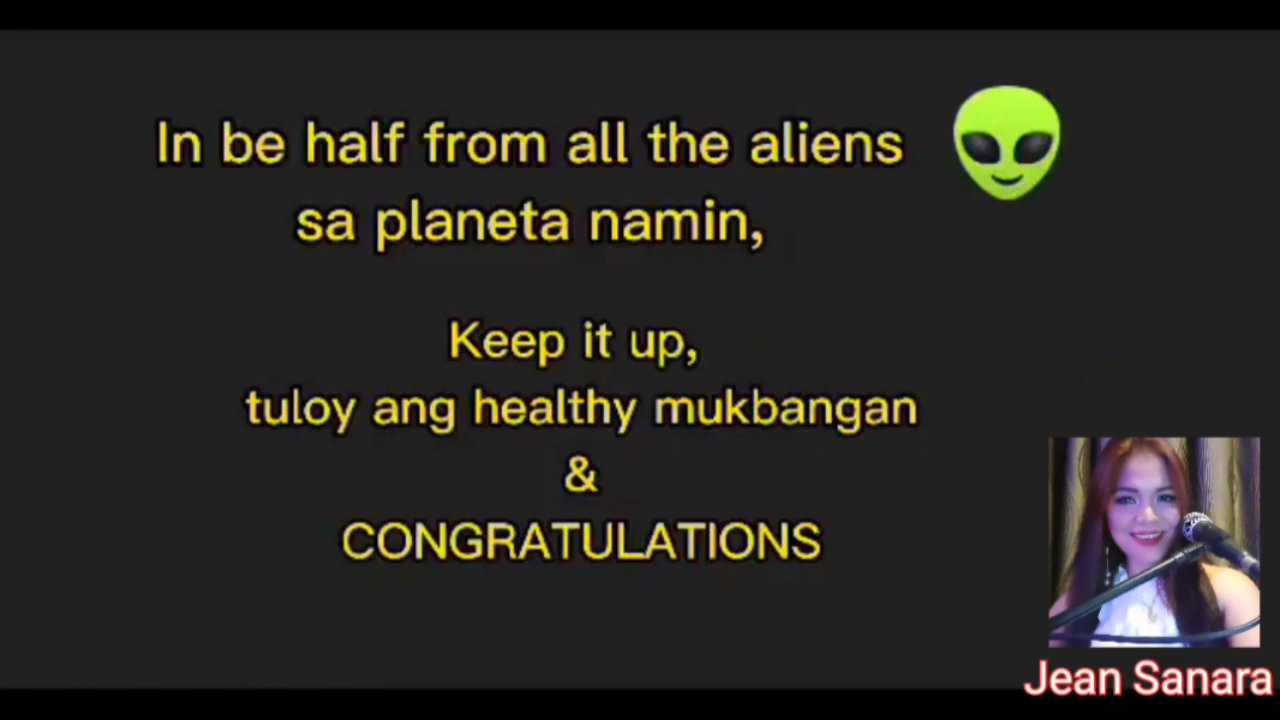 In be half from all the aliens
sa planeta namin,
Keep it up,
tuloy ang healthy mukbangan
&
CONGRATULATIONS
Jean Sanara